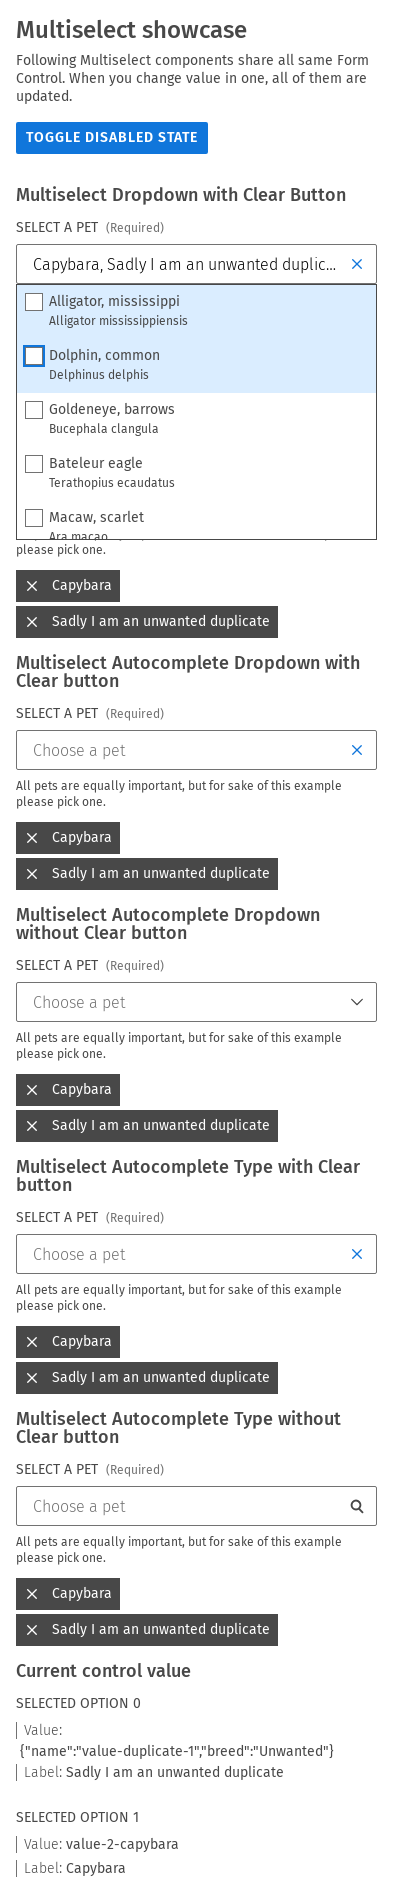 Multiselect showcase
Following Multiselect components share all same Form
Control. When you change value in one, all of them are
updated.
TOGGLE DISABLED STATE
Multiselect Dropdown with Clear Button
SELECT A PET (Required)
Capybara, Sadly I am an unwanted duplic...
Alligator, mississippi
Alligator mississippiensis
Dolphin, common
Delphinus delphis
Goldeneye, barrows
Bucephala clangula
Bateleur eagle
Terathopius ecaudatus
Macaw, scarlet
Ara macao
please pick one.
Capybara
Sadly I am an unwanted duplicate
Multiselect Autocomplete Dropdown with
Clear button
SELECT A PET (Required)
Choose a pet
All pets are equally important, but for sake of this example
please pick one.
Capybara
Sadly I am an unwanted duplicate
Multiselect Autocomplete Dropdown
without Clear button
SELECT A PET (Required)
Choose a pet
All pets are equally important, but for sake of this example
please pick one.
Capybara
Sadly I am an unwanted duplicate
Multiselect Autocomplete Type with Clear
button
SELECT A PET (Required)
Choose a pet
All pets are equally important, but for sake of this example
please pick one.
Capybara
Sadly I am an unwanted duplicate
Multiselect Autocomplete Type without
Clear button
SELECT A PET (Required)
Choose a pet
All pets are equally important, but for sake of this example
please pick one.
Capybara
Sadly I am an unwanted duplicate
Current control value
SELECTED OPTION 0
Value:
{"name":"value-duplicate-1","breed":"Unwanted"}
Label: Sadly I am an unwanted duplicate
SELECTED OPTION 1
Value: value-2-capybara
Label: Capybara